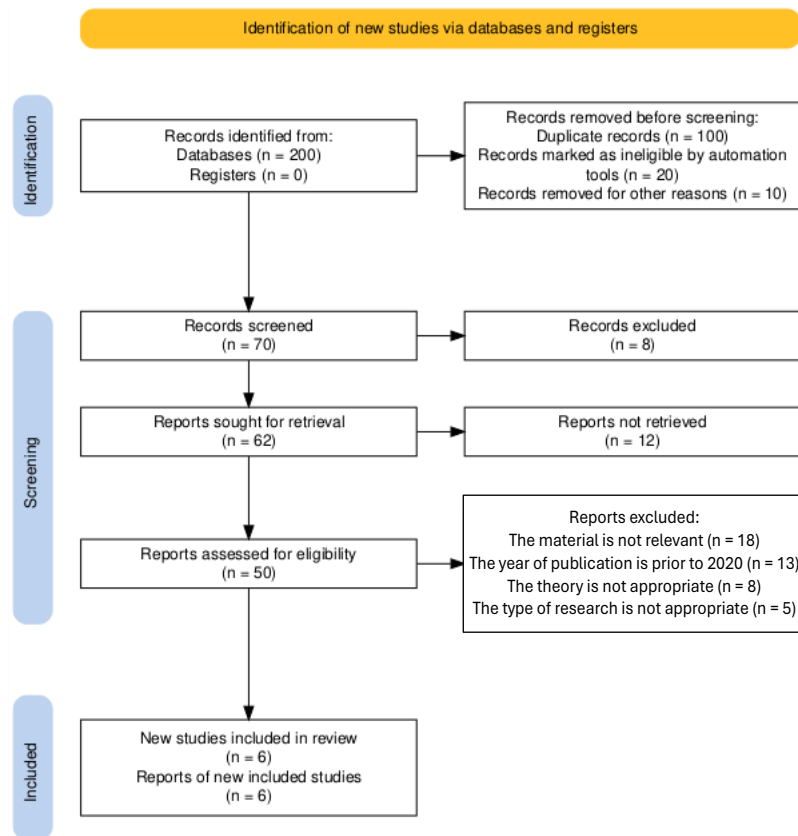 Identification of new studies via databases and registers
Identification
Records identified from:
Databases (n = 200)
Registers (n = 0)
Records removed before screening:
Duplicate records (n = 100)
Records marked as ineligible by automation
tools (n = 20)
Records removed for other reasons (n = 10)
Screening
Records screened
(n = 70)
Records excluded
(n = 8)
Reports sought for retrieval
(n = 62)
Reports not retrieved
(n = 12)
Reports assessed for eligibility
(n = 50)
Reports excluded:
The material is not relevant (n = 18)
The year of publication is prior to 2020 (n = 13)
The theory is not appropriate (n = 8)
The type of research is not appropriate (n = 5)
Included
New studies included in review
(n = 6)
Reports of new included studies
(n = 6)